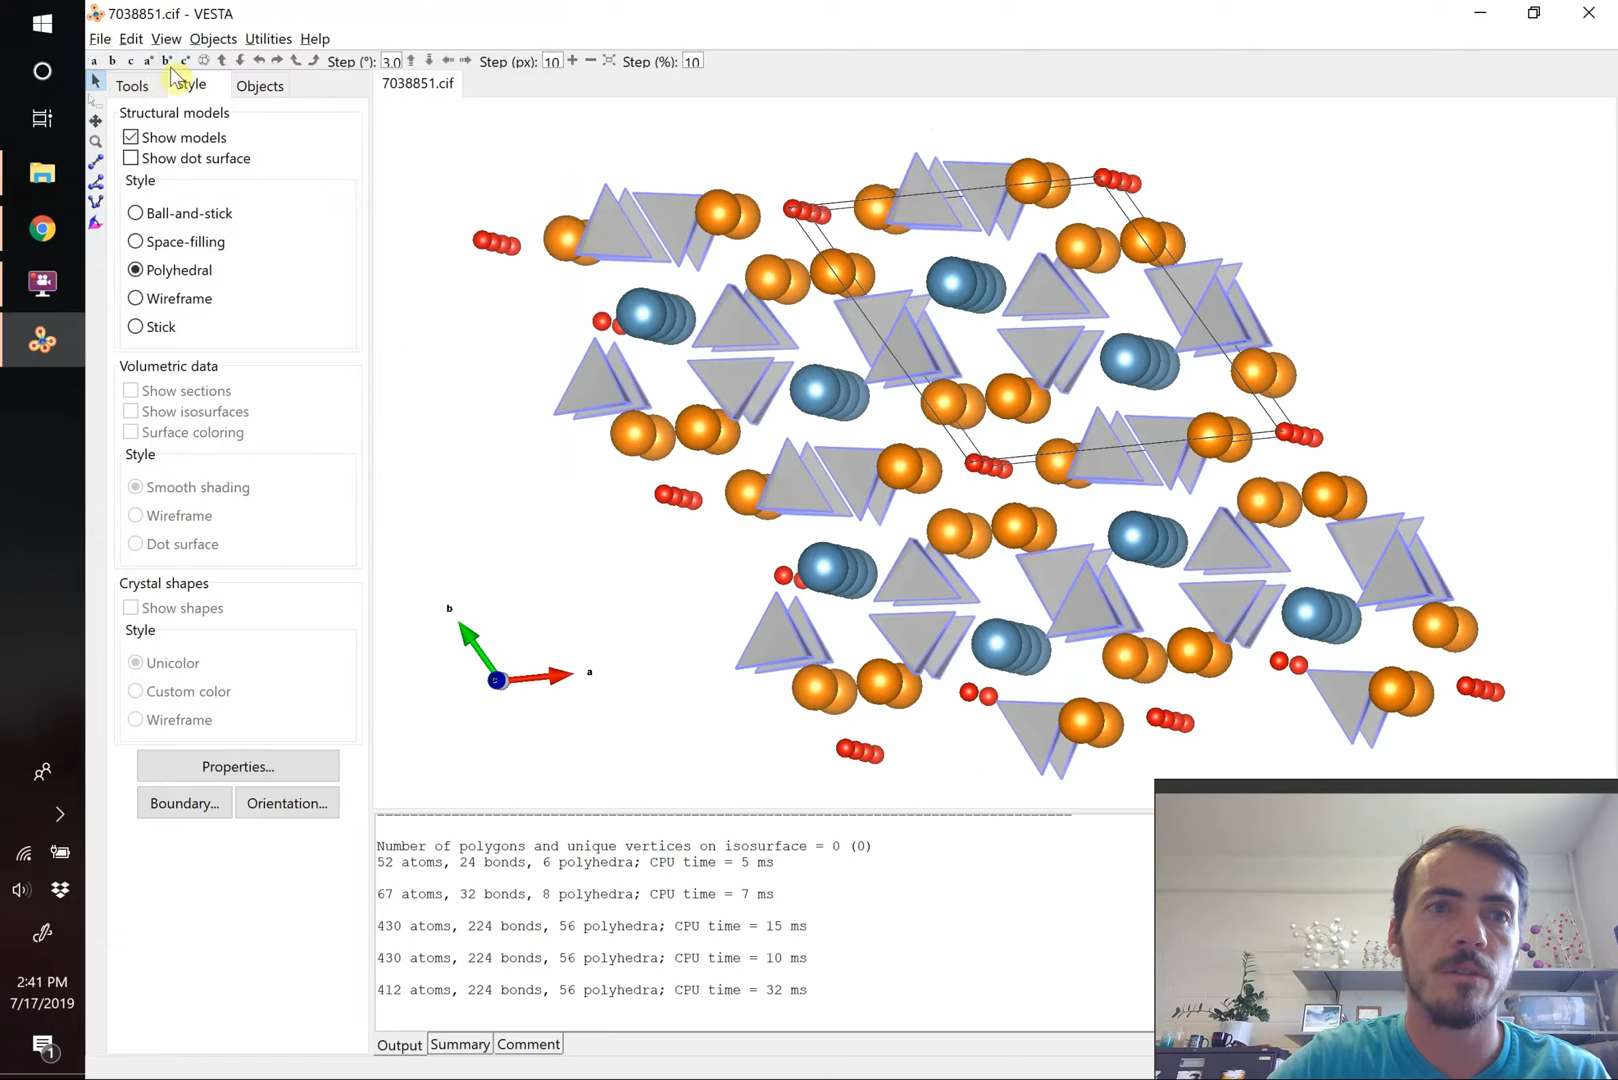 7038851.cif - VESTA
File Edit View Objects Utilities Help
a b c a* b* c* Step (°): 3.0 Step (px): 10 Step (%): 10
Tools Style Objects
7038851.cif
Structural models
Show models
Show dot surface
Style
Ball-and-stick
Space-filling
Polyhedral
Wireframe
Stick
Volumetric data
Show sections
Show isosurfaces
Surface coloring
Style
Smooth shading
Wireframe
Dot surface
Crystal shapes
Show shapes
Style
Unicolor
Custom color
Wireframe
Properties...
Boundary... Orientation...
b
a
Number of polygons and unique vertices on isosurface = 0 (0)
52 atoms, 24 bonds, 6 polyhedra; CPU time = 5 ms
67 atoms, 32 bonds, 8 polyhedra; CPU time = 7 ms
430 atoms, 224 bonds, 56 polyhedra; CPU time = 15 ms
430 atoms, 224 bonds, 56 polyhedra; CPU time = 10 ms
412 atoms, 224 bonds, 56 polyhedra; CPU time = 32 ms
Output Summary Comment
2:41 PM
7/17/2019
1